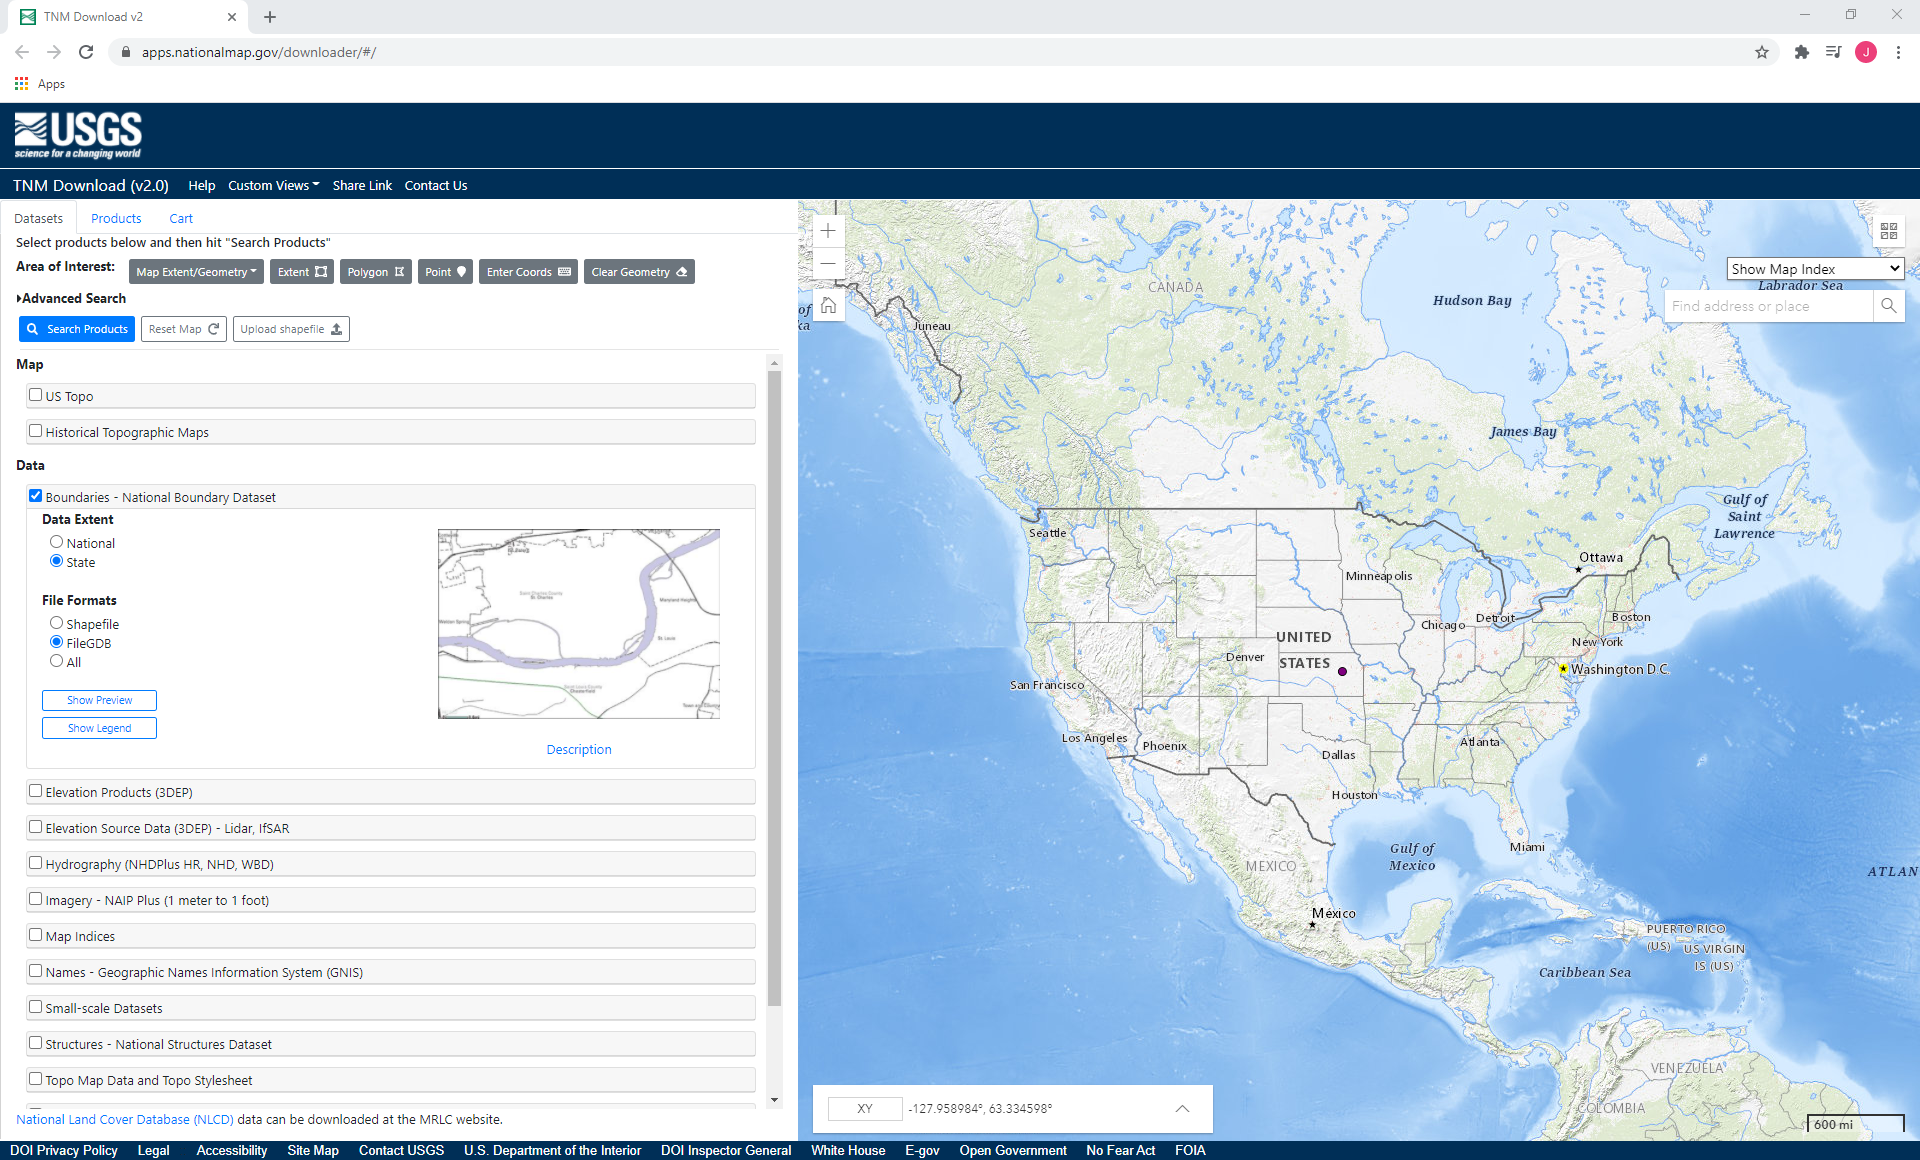 TNM Download v2
apps.nationalmap.gov/downloader/#/
J
Apps
USGS
science for a changing world
TNM Download (v2.0) Help Custom Views Share Link Contact Us
Datasets Products Cart
Select products below and then hit "Search Products"
Area of Interest: Map Extent/Geometry Extent Polygon Point Enter Coords Clear Geometry
Advanced Search
Search Products Reset Map Upload shapefile
Map
US Topo
Historical Topographic Maps
Data
Boundaries - National Boundary Dataset
Data Extent
National
State
File Formats
Shapefile
FileGDB
All
Show Preview
Show Legend
Description
Elevation Products (3DEP)
Elevation Source Data (3DEP) - Lidar, IfSAR
Hydrography (NHDPlus HR, NHD, WBD)
Imagery - NAIP Plus (1 meter to 1 foot)
Map Indices
Names - Geographic Names Information System (GNIS)
Small-scale Datasets
Structures - National Structures Dataset
Topo Map Data and Topo Stylesheet
National Land Cover Database (NLCD) data can be downloaded at the MRLC website.
Show Map Index
Labrador Sea
Find address or place
CANADA
Hudson Bay
of
ka
Juneau
James Bay
Gulf of
Saint
Lawrence
Seattle
Ottawa
Minneapolis
Boston
Chicago
Detroit
New York
UNITED
STATES
Denver
Washington D.C.
San Francisco
Los Angeles
Phoenix
Atlanta
Dallas
Houston
Miami
Gulf of
Mexico
MEXICO
ATLAN
México
PUERTO RICO
(US)
US VIRGIN
IS (US)
Caribbean Sea
VENEZUELA
COLOMBIA
XY -127.958984°, 63.334598°
600 mi
DOI Privacy Policy Legal Accessibility Site Map Contact USGS U.S. Department of the Interior DOI Inspector General White House E-gov Open Government No Fear Act FOIA